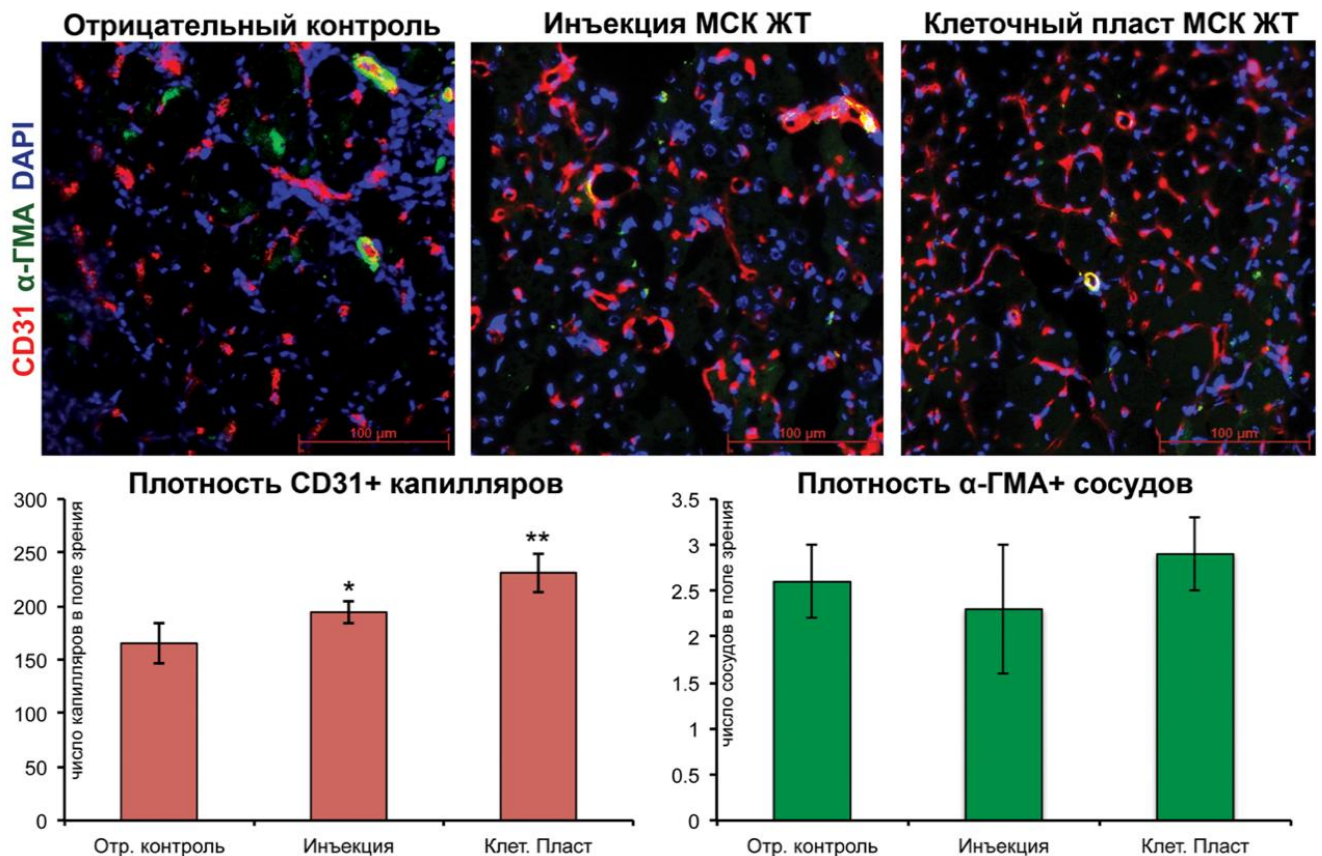 Отрицательный контроль
Инъекция МСК ЖТ
Клеточный пласт МСК ЖТ
CD31 α-ГМА DAPI
100 µm
100 µm
100 µm
Плотность CD31+ капилляров
число капилляров в поле зрения
300
250
200
150
100
50
0
*
**
Отр. контроль
Инъекция
Клет. Пласт
Плотность α-ГМА+ сосудов
число сосудов в поле зрения
3.5
3
2.5
2
1.5
1
0.5
0
Отр. контроль
Инъекция
Клет. Пласт